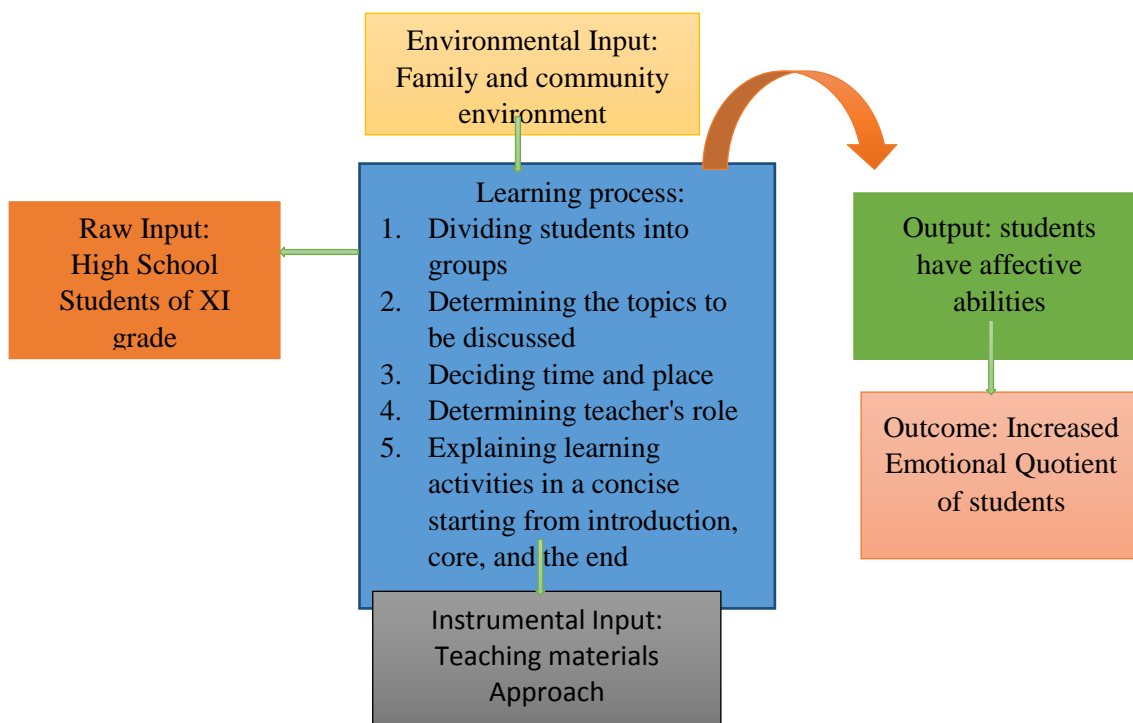 Environmental Input:
Family and community
environment
Raw Input:
High School
Students of XI
grade
Learning process:
1. Dividing students into
groups
2. Determining the topics to
be discussed
3. Deciding time and place
4. Determining teacher's role
5. Explaining learning
activities in a concise
starting from introduction,
core, and the end
Instrumental Input:
Teaching materials
Approach
Output: students
have affective
abilities
Outcome: Increased
Emotional Quotient
of students